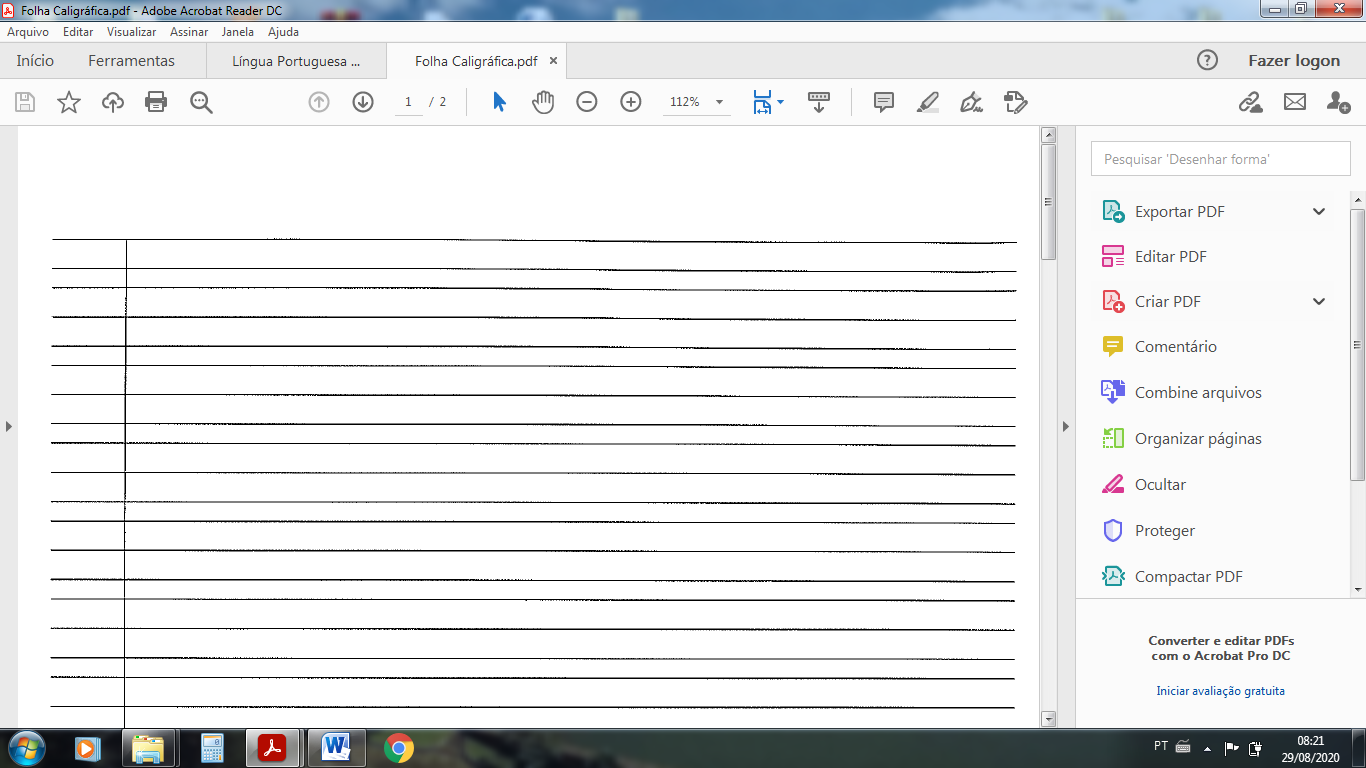 Folha Caligráfica.pdf - Adobe Acrobat Reader DC
Arquivo Editar Visualizar Assinar Janela Ajuda
Início Ferramentas Língua Portuguesa ... Folha Caligráfica.pdf × ? Fazer logon
1 / 2 112%
Pesquisar 'Desenhar forma'
Exportar PDF
Editar PDF
Criar PDF
Comentário
Combine arquivos
Organizar páginas
Ocultar
Proteger
Compactar PDF
Converter e editar PDFs
com o Acrobat Pro DC
Iniciar avaliação gratuita
PT 08:21
29/08/2020